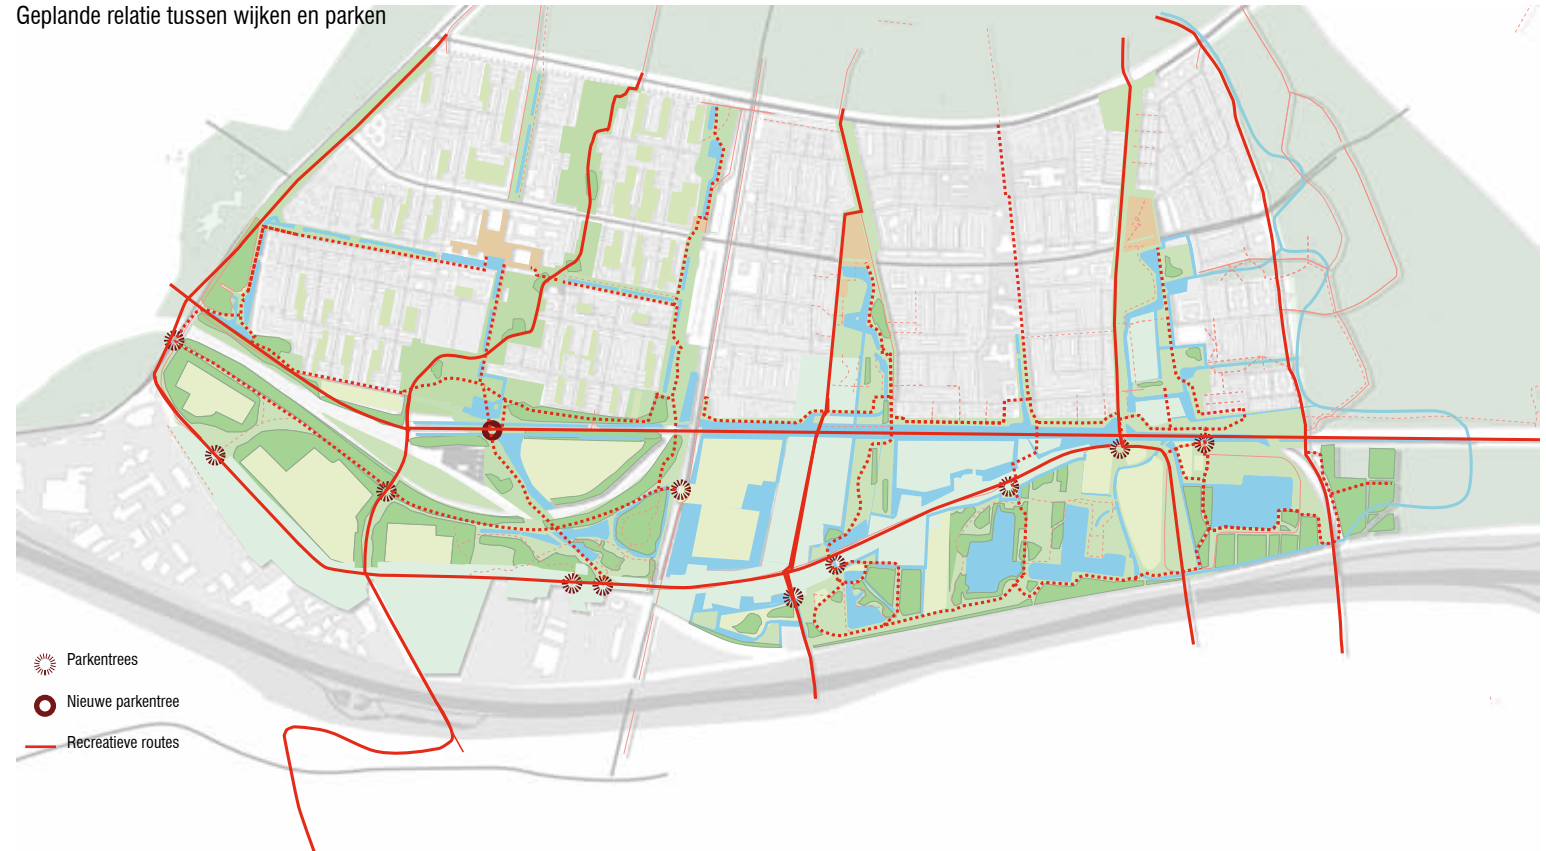 Geplande relatie tussen wijken en parken
Parkentrees
Nieuwe parkentree
Recreatieve routes